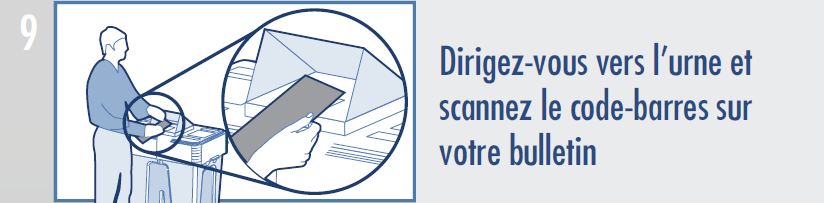 9
Dirigez-vous vers l’urne et
scannez le code-barres sur
votre bulletin